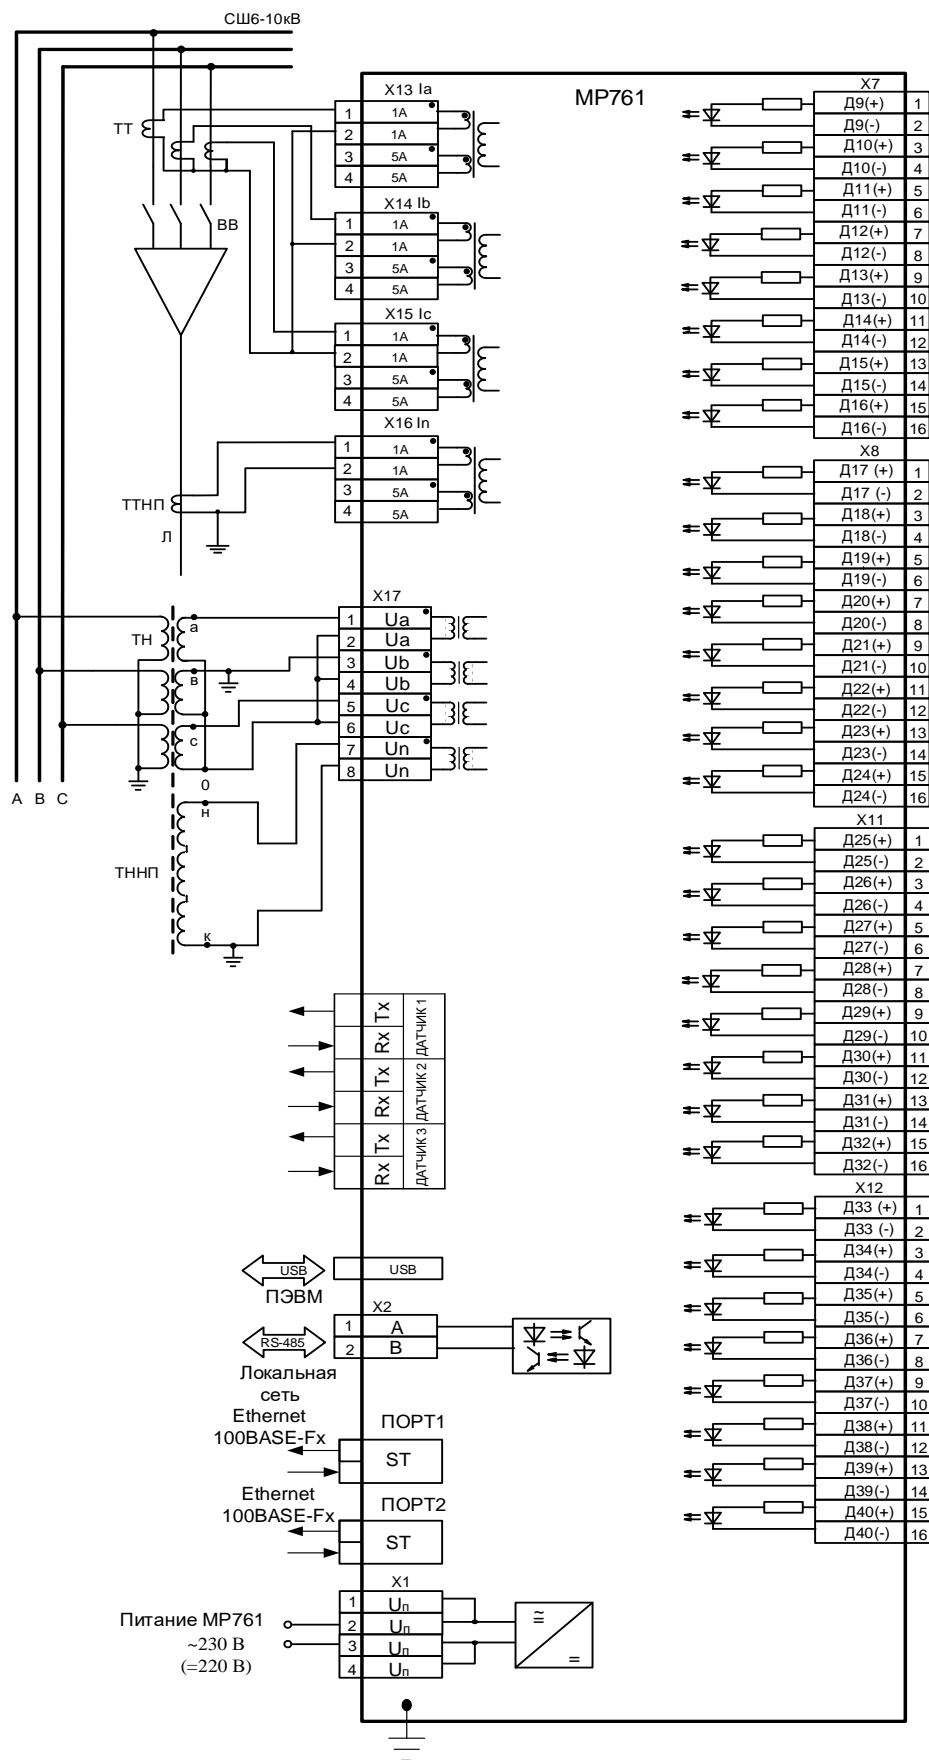 СШ6-10кВ
ТТ
ВВ
ТТНП
Л
ТН
а
в
с
0
А В С
н
ТННП
к
МР761
X13 Ia
1 1А
2 1А
3 5А
4 5А
X14 Ib
1 1А
2 1А
3 5А
4 5А
X15 Ic
1 1А
2 1А
3 5А
4 5А
X16 In
1 1А
2 1А
3 5А
4 5А
X17
1 Ua
2 Ua
3 Ub
4 Ub
5 Uc
6 Uc
7 Un
8 Un
Tx
Rx
ДАТЧИК 1
Tx
Rx
ДАТЧИК 2
Tx
Rx
ДАТЧИК 3
USB
USB
ПЭВМ
X2
1 A
2 B
RS-485
Локальная
сеть
Ethernet
100BASE-Fx
ПОРТ1
ST
Ethernet
100BASE-Fx
ПОРТ2
ST
X1
1 Uп
2 Uп
3 Uп
4 Uп
Питание МР761
~230 В
(=220 В)
≃
=
X7
Д9(+) 1
Д9(-) 2
Д10(+) 3
Д10(-) 4
Д11(+) 5
Д11(-) 6
Д12(+) 7
Д12(-) 8
Д13(+) 9
Д13(-) 10
Д14(+) 11
Д14(-) 12
Д15(+) 13
Д15(-) 14
Д16(+) 15
Д16(-) 16
X8
Д17 (+) 1
Д17 (-) 2
Д18(+) 3
Д18(-) 4
Д19(+) 5
Д19(-) 6
Д20(+) 7
Д20(-) 8
Д21(+) 9
Д21(-) 10
Д22(+) 11
Д22(-) 12
Д23(+) 13
Д23(-) 14
Д24(+) 15
Д24(-) 16
X11
Д25(+) 1
Д25(-) 2
Д26(+) 3
Д26(-) 4
Д27(+) 5
Д27(-) 6
Д28(+) 7
Д28(-) 8
Д29(+) 9
Д29(-) 10
Д30(+) 11
Д30(-) 12
Д31(+) 13
Д31(-) 14
Д32(+) 15
Д32(-) 16
X12
Д33 (+) 1
Д33 (-) 2
Д34(+) 3
Д34(-) 4
Д35(+) 5
Д35(-) 6
Д36(+) 7
Д36(-) 8
Д37(+) 9
Д37(-) 10
Д38(+) 11
Д38(-) 12
Д39(+) 13
Д39(-) 14
Д40(+) 15
Д40(-) 16